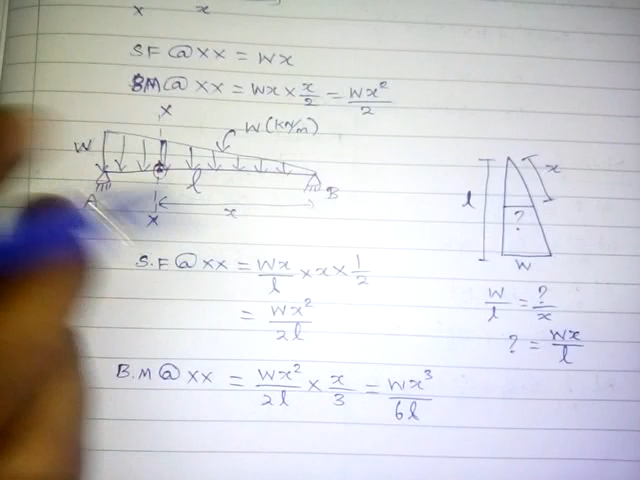 x x
SF @ xx = Wx
BM @ xx = Wx × x/2 = Wx²/2
x
W(kN/m)
W
l
A
B
x
x
S.F @ xx = Wx/l × x × 1/2
= Wx²/2l
B.M @ xx = Wx²/2l × x/3 = Wx³/6l
x
l
?
W
W/l = ?/x
? = Wx/l